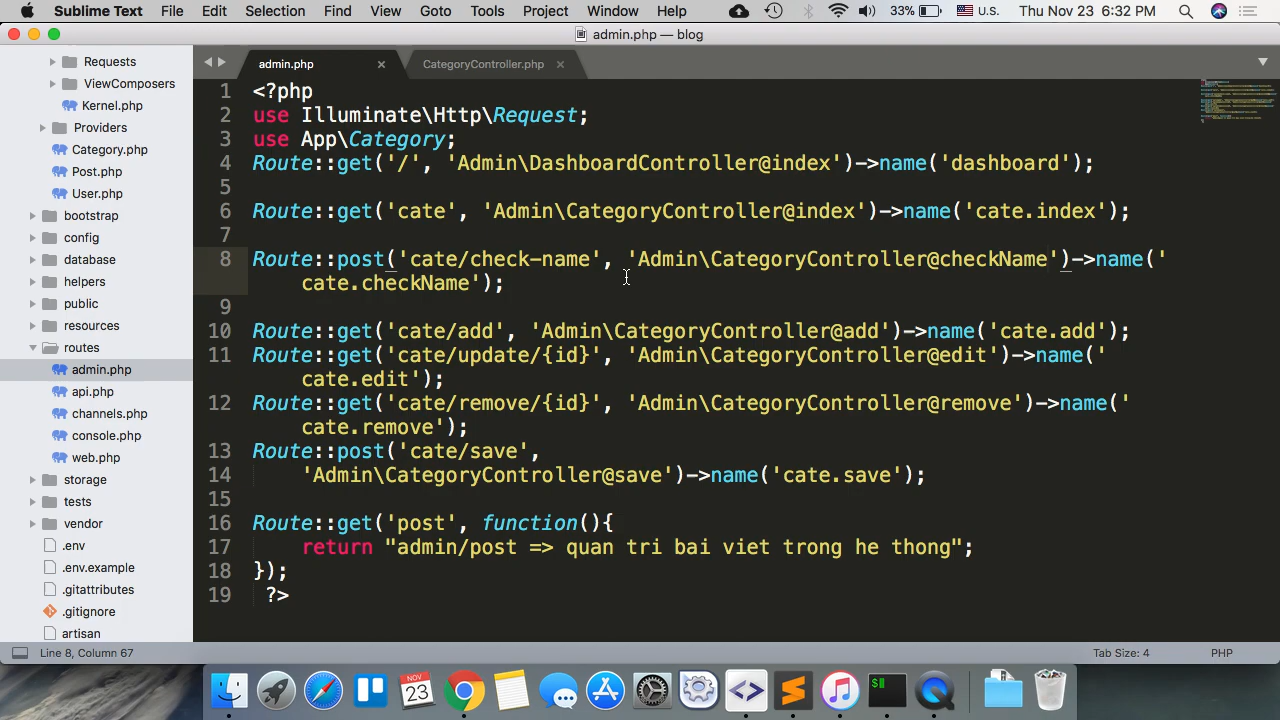 Sublime Text File Edit Selection Find View Goto Tools Project Window Help 33% U.S. Thu Nov 23 6:32 PM
admin.php — blog
Requests
ViewComposers
Kernel.php
Providers
Category.php
Post.php
User.php
bootstrap
config
database
helpers
public
resources
routes
admin.php
api.php
channels.php
console.php
web.php
storage
tests
vendor
.env
.env.example
.gitattributes
.gitignore
artisan
admin.php CategoryController.php
1 <?php
2 use Illuminate\Http\Request;
3 use App\Category;
4 Route::get('/', 'Admin\DashboardController@index')->name('dashboard');
5
6 Route::get('cate', 'Admin\CategoryController@index')->name('cate.index');
7
8 Route::post('cate/check-name', 'Admin\CategoryController@checkName')->name('
cate.checkName');
9
10 Route::get('cate/add', 'Admin\CategoryController@add')->name('cate.add');
11 Route::get('cate/update/{id}', 'Admin\CategoryController@edit')->name('
cate.edit');
12 Route::get('cate/remove/{id}', 'Admin\CategoryController@remove')->name('
cate.remove');
13 Route::post('cate/save',
14 'Admin\CategoryController@save')->name('cate.save');
15
16 Route::get('post', function(){
17 return "admin/post => quan tri bai viet trong he thong";
18 });
19 ?>
Line 8, Column 67 Tab Size: 4 PHP
NOV
23